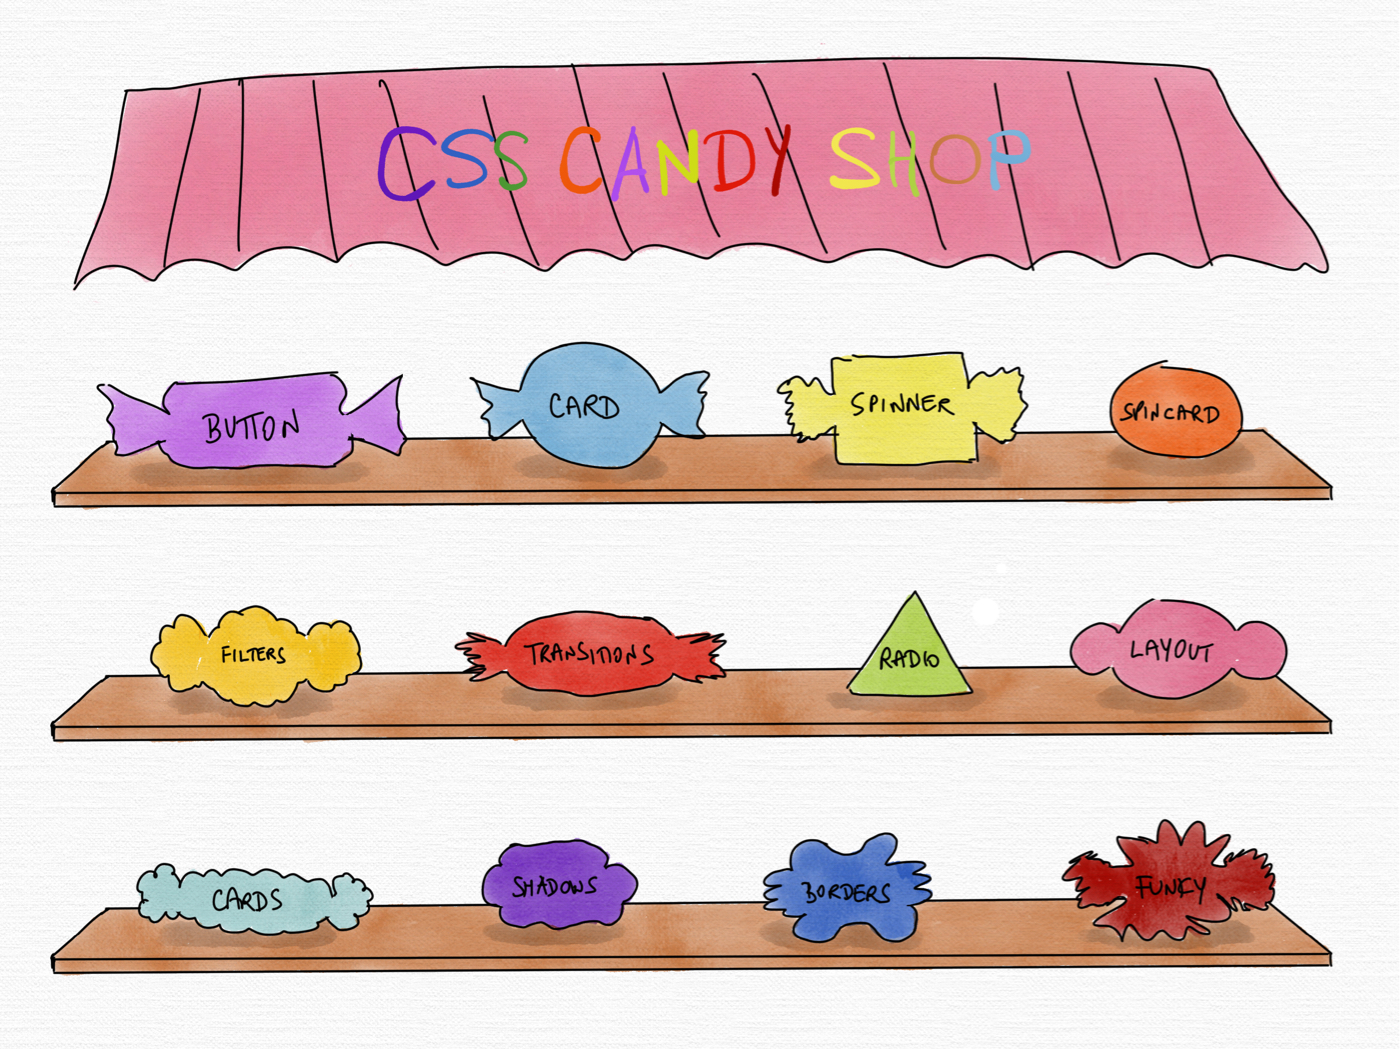 CSS CANDY SHOP
BUTTON
CARD
SPINNER
SPINCARD
FILTERS
TRANSITIONS
RADIO
LAYOUT
CARDS
SHADOWS
BORDERS
FUNKY